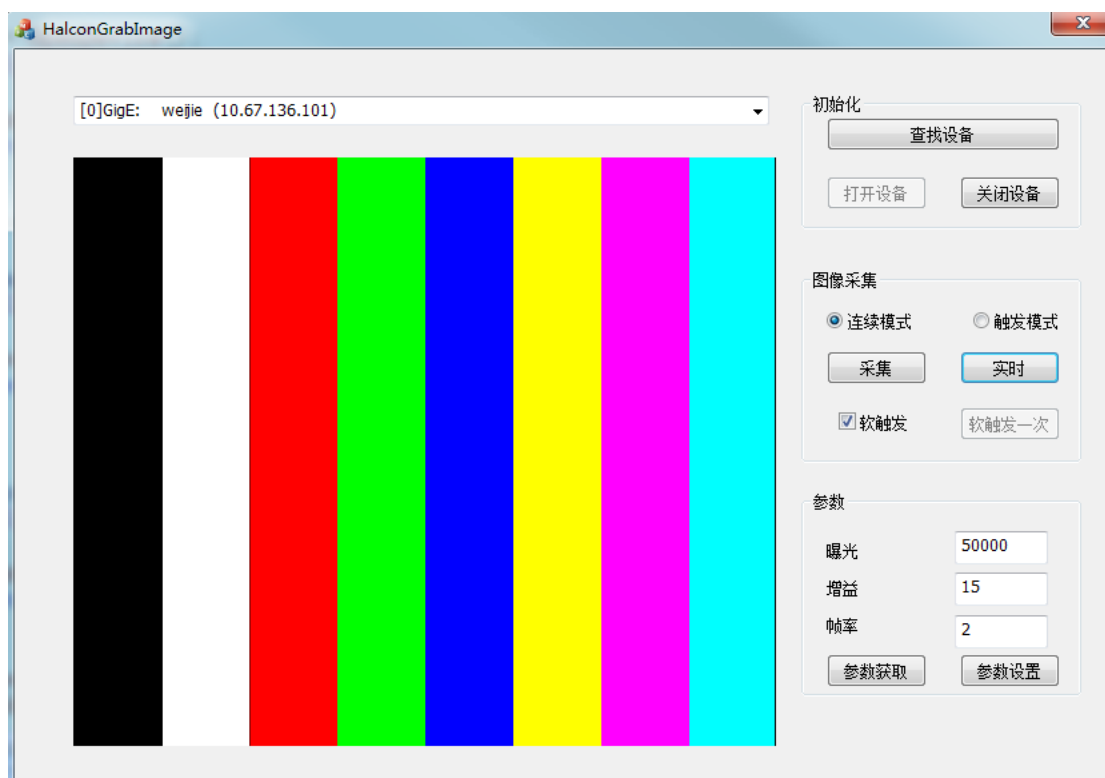 HalconGrabImage
[0]GigE: weijie (10.67.136.101)
初始化
查找设备
打开设备 关闭设备
图像采集
连续模式 触发模式
采集 实时
软触发 软触发一次
参数
曝光 50000
增益 15
帧率 2
参数获取 参数设置